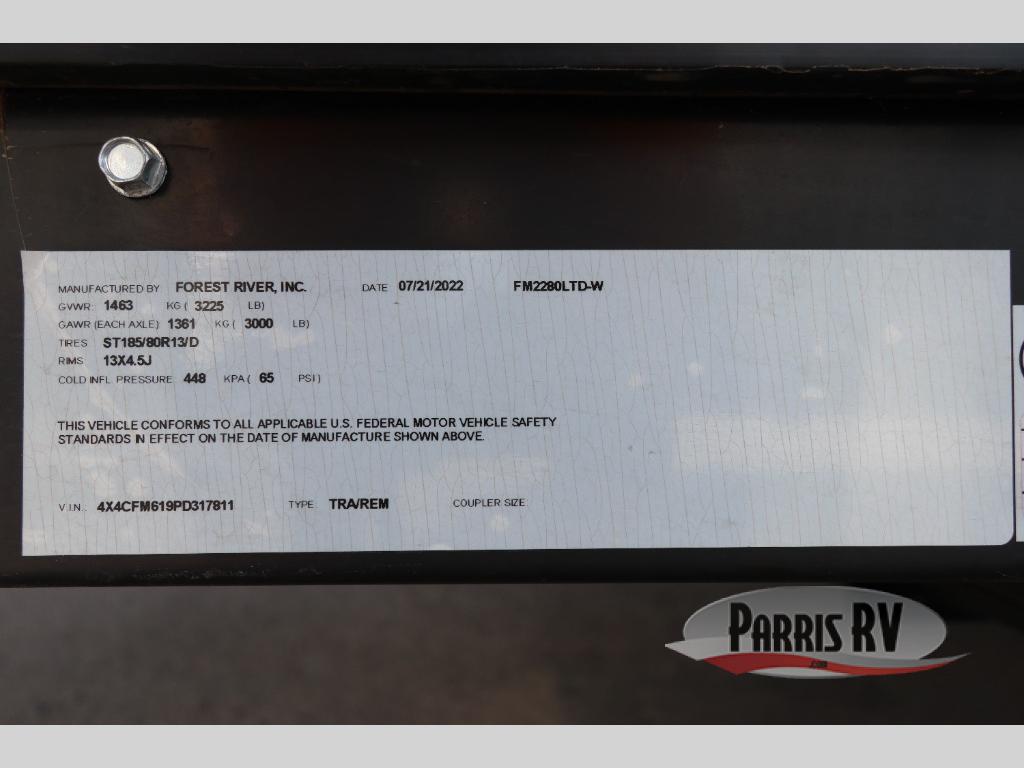 MANUFACTURED BY FOREST RIVER, INC. DATE 07/21/2022 FM2280LTD-W
GVWR: 1463 KG ( 3225 LB)
GAWR (EACH AXLE) 1361 KG ( 3000 LB)
TIRES ST185/80R13/D
RIMS 13X4.5J
COLD INFL. PRESSURE 448 KPA ( 65 PSI )
THIS VEHICLE CONFORMS TO ALL APPLICABLE U.S. FEDERAL MOTOR VEHICLE SAFETY
STANDARDS IN EFFECT ON THE DATE OF MANUFACTURE SHOWN ABOVE.
V.I.N.: 4X4CFM619PD317811 TYPE TRA/REM COUPLER SIZE:
PARRIS RV
.com